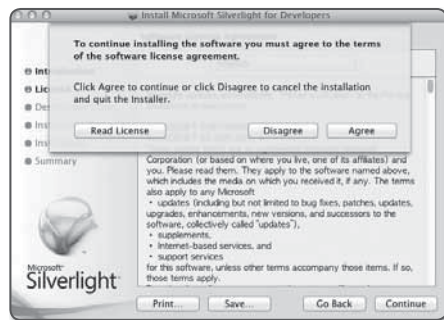 Install Microsoft Silverlight for Developers
To continue installing the software you must agree to the terms
of the software license agreement.
Click Agree to continue or click Disagree to cancel the installation
and quit the Installer.
Read License
Disagree
Agree
Summary
Corporation (or based on where you live, one of its affiliates) and
you. Please read them. They apply to the software named above,
which includes the media on which you received it, if any. The terms
also apply to any Microsoft
• updates (including but not limited to bug fixes, patches, updates,
upgrades, enhancements, new versions, and successors to the
software, collectively called "updates"),
• supplements,
• Internet-based services, and
• support services
for this software, unless other terms accompany those items. If so,
those terms apply.
Microsoft
Silverlight
Print...
Save...
Go Back
Continue